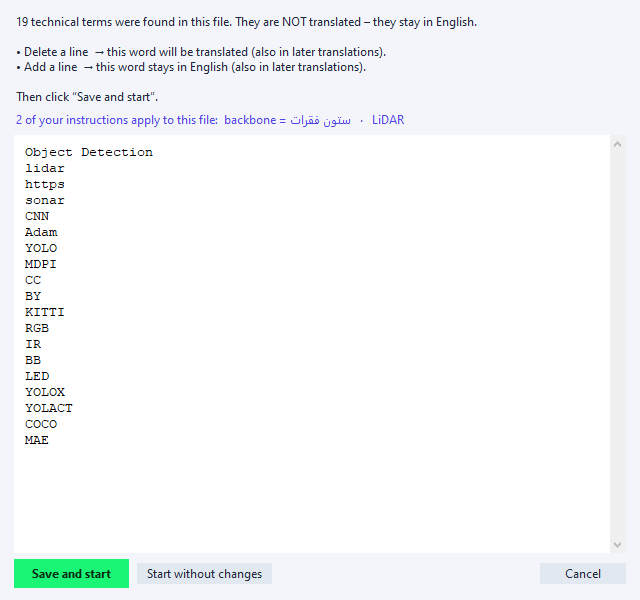 19 technical terms were found in this file. They are NOT translated – they stay in English.
• Delete a line → this word will be translated (also in later translations).
• Add a line → this word stays in English (also in later translations).
Then click “Save and start”.
2 of your instructions apply to this file: backbone = ستون فقرات · LiDAR
Object Detection
lidar
https
sonar
CNN
Adam
YOLO
MDPI
CC
BY
KITTI
RGB
IR
BB
LED
YOLOX
YOLACT
COCO
MAE
Save and start
Start without changes
Cancel